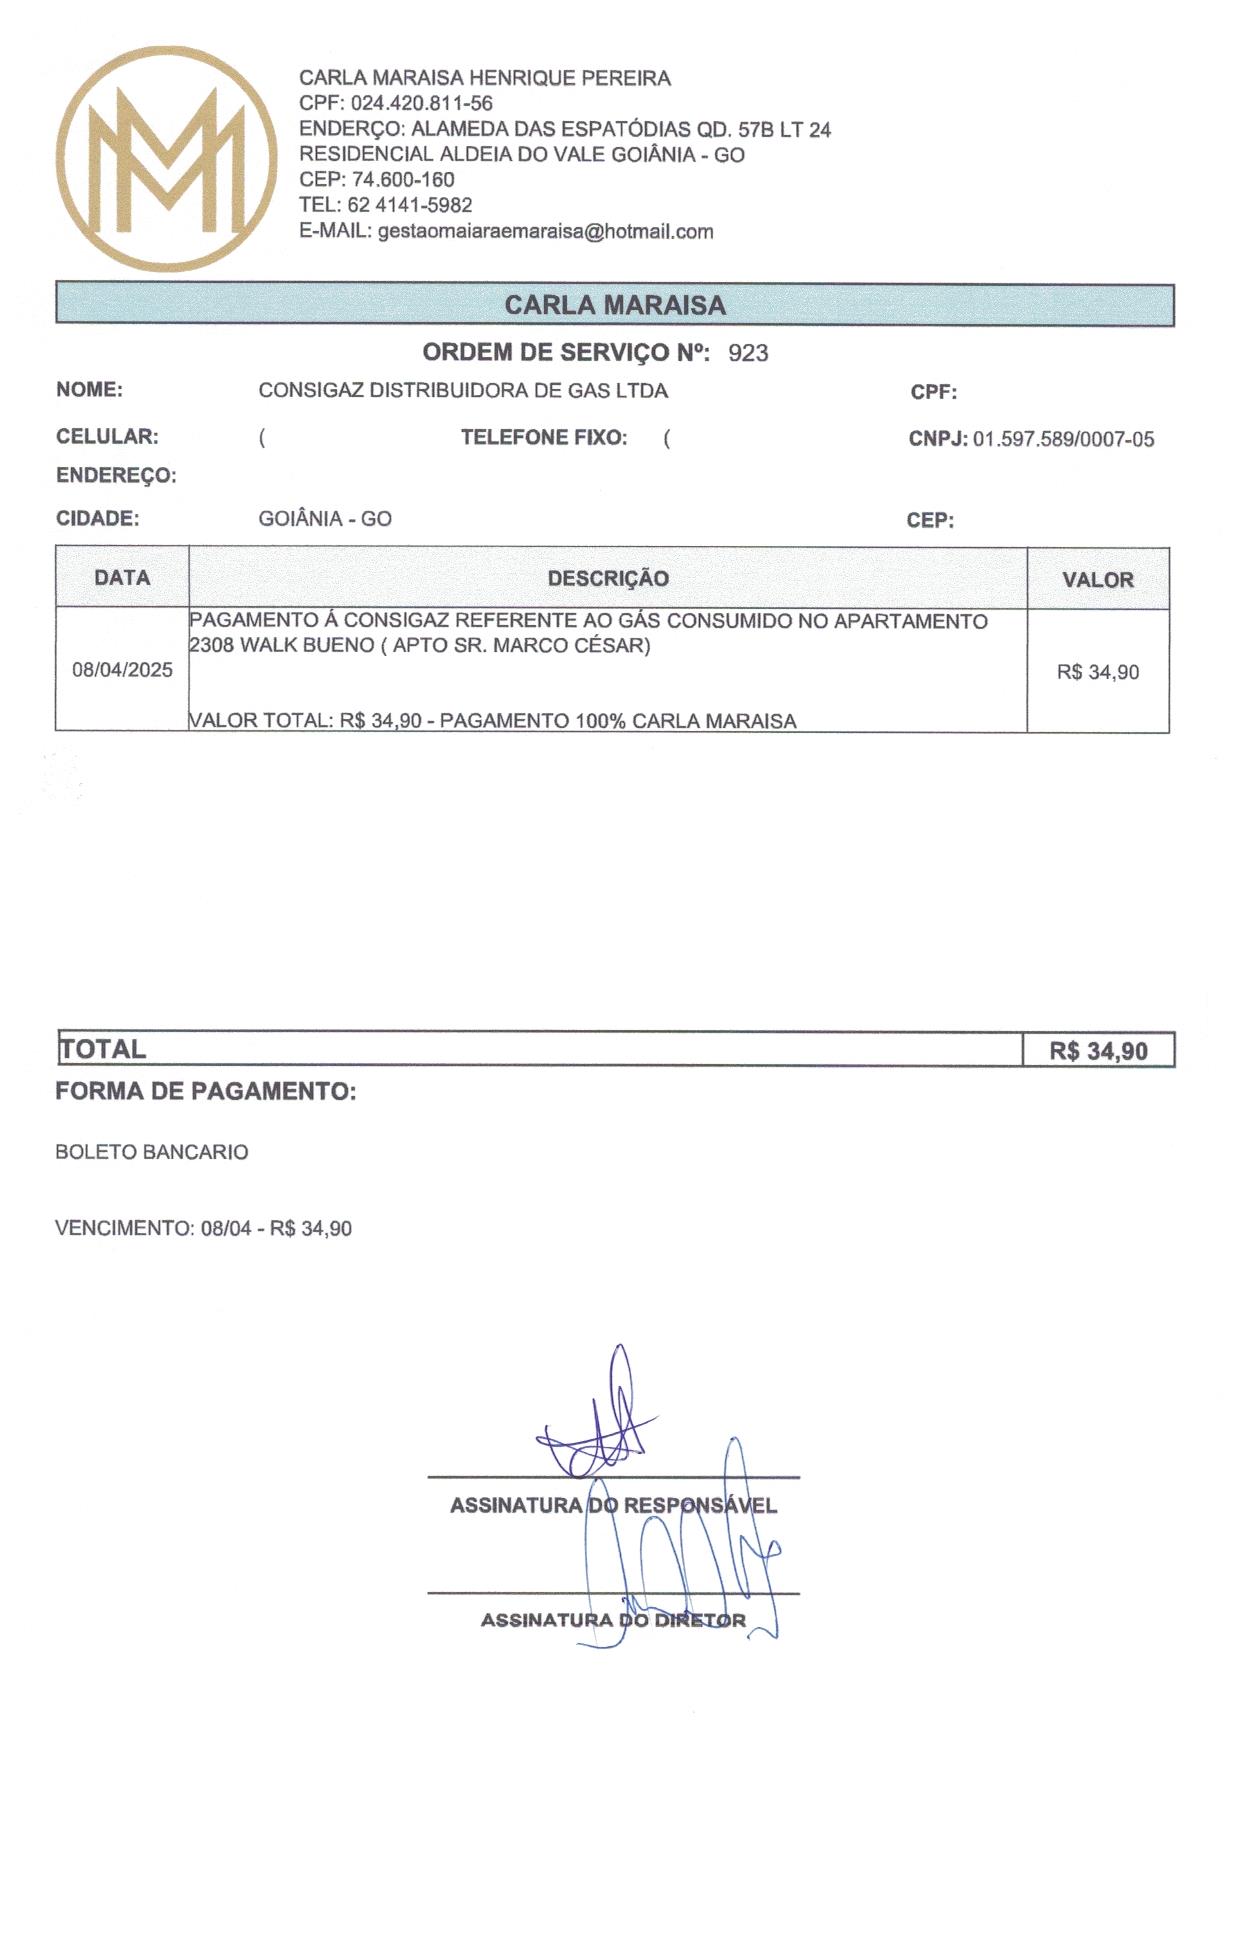 MM
CARLA MARAISA HENRIQUE PEREIRA
CPF: 024.420.811-56
ENDERÇO: ALAMEDA DAS ESPATÓDIAS QD. 57B LT 24
RESIDENCIAL ALDEIA DO VALE GOIÂNIA - GO
CEP: 74.600-160
TEL: 62 4141-5982
E-MAIL: gestaomaiaraemaraisa@hotmail.com
CARLA MARAISA
ORDEM DE SERVIÇO Nº: 923
NOME: CONSIGAZ DISTRIBUIDORA DE GAS LTDA CPF:
CELULAR: ( TELEFONE FIXO: ( CNPJ: 01.597.589/0007-05
ENDEREÇO:
CIDADE: GOIÂNIA - GO CEP:
DATA DESCRIÇÃO VALOR
PAGAMENTO Á CONSIGAZ REFERENTE AO GÁS CONSUMIDO NO APARTAMENTO
2308 WALK BUENO ( APTO SR. MARCO CÉSAR)
08/04/2025 R$ 34,90
VALOR TOTAL: R$ 34,90 - PAGAMENTO 100% CARLA MARAISA
TOTAL R$ 34,90
FORMA DE PAGAMENTO:
BOLETO BANCARIO
VENCIMENTO: 08/04 - R$ 34,90
ASSINATURA DO RESPONSÁVEL
ASSINATURA DO DIRETOR